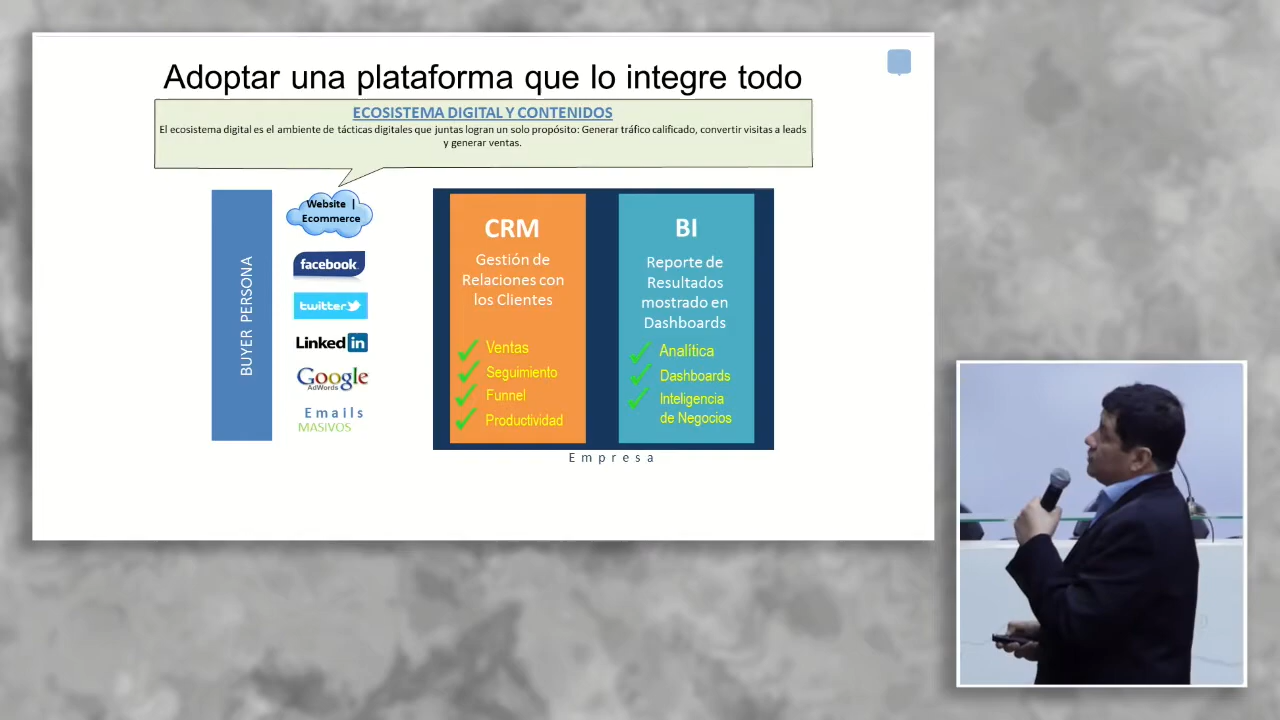 Adoptar una plataforma que lo integre todo
ECOSISTEMA DIGITAL Y CONTENIDOS
El ecosistema digital es el ambiente de tácticas digitales que juntas logran un solo propósito: Generar tráfico calificado, convertir visitas a leads
y generar ventas.
BUYER PERSONA
Website |
Ecommerce
facebook
twitter
Linked in
Google
AdWords
Emails
MASIVOS
CRM
Gestión de
Relaciones con
los Clientes
Ventas
Seguimiento
Funnel
Productividad
BI
Reporte de
Resultados
mostrado en
Dashboards
Analítica
Dashboards
Inteligencia
de Negocios
Empresa